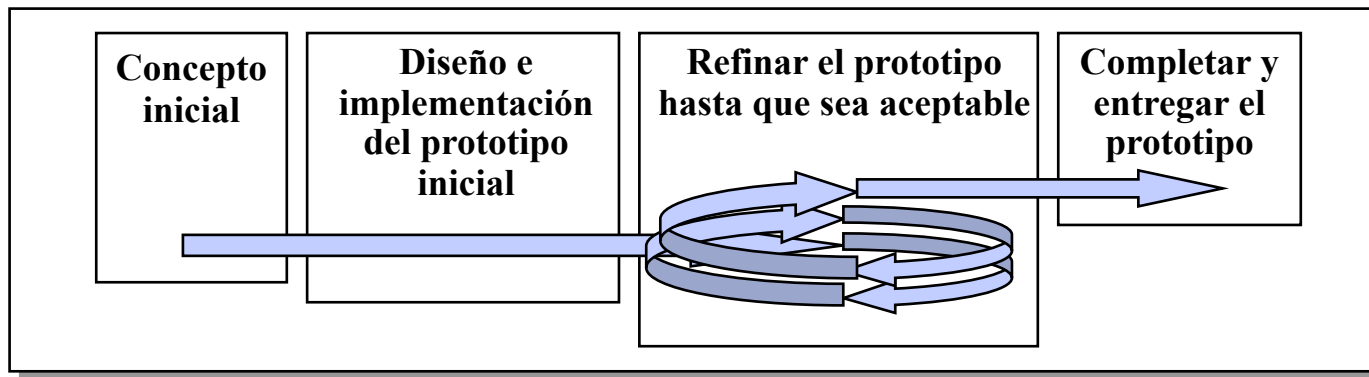 Concepto
inicial
Diseño e
implementación
del prototipo
inicial
Refinar el prototipo
hasta que sea aceptable
Completar y
entregar el
prototipo